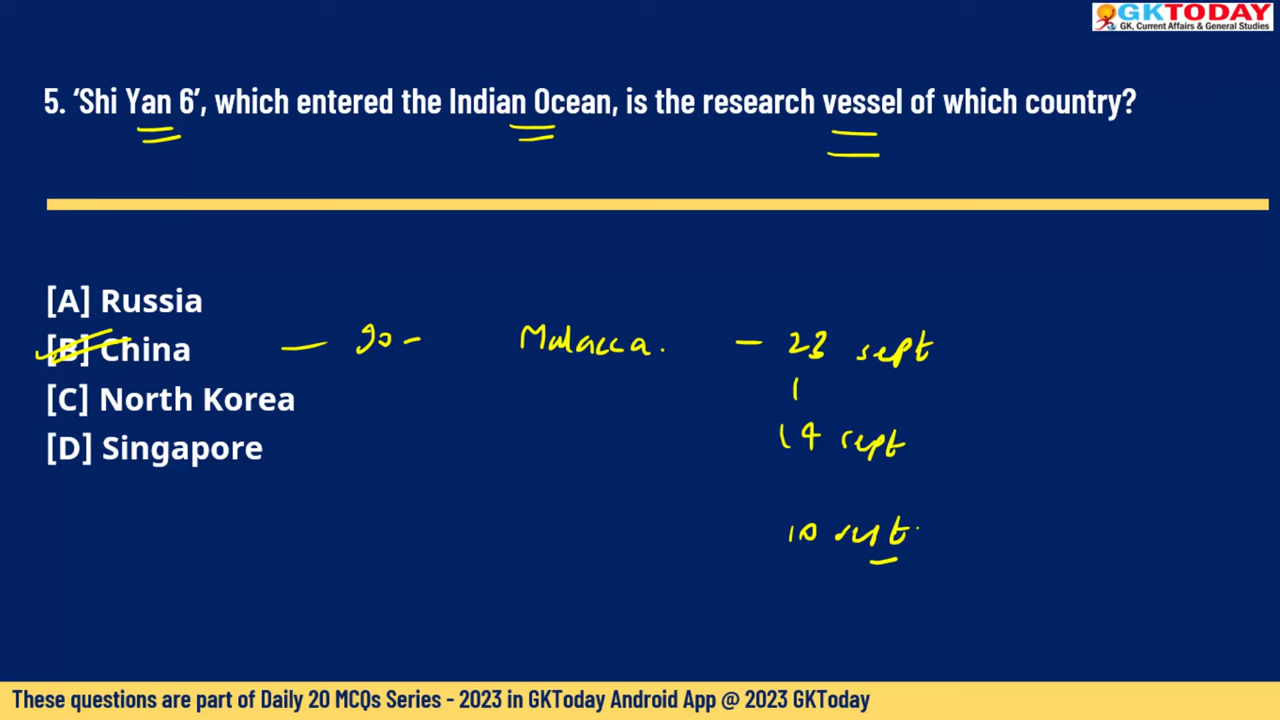 GKTODAY
GK, Current Affairs & General Studies
5. ‘Shi Yan 6’, which entered the Indian Ocean, is the research vessel of which country?
[A] Russia
[B] China — 90 - Malacca. — 23 sept
[C] North Korea
14 sept
[D] Singapore
10 sept.
These questions are part of Daily 20 MCQs Series - 2023 in GKToday Android App @ 2023 GKToday